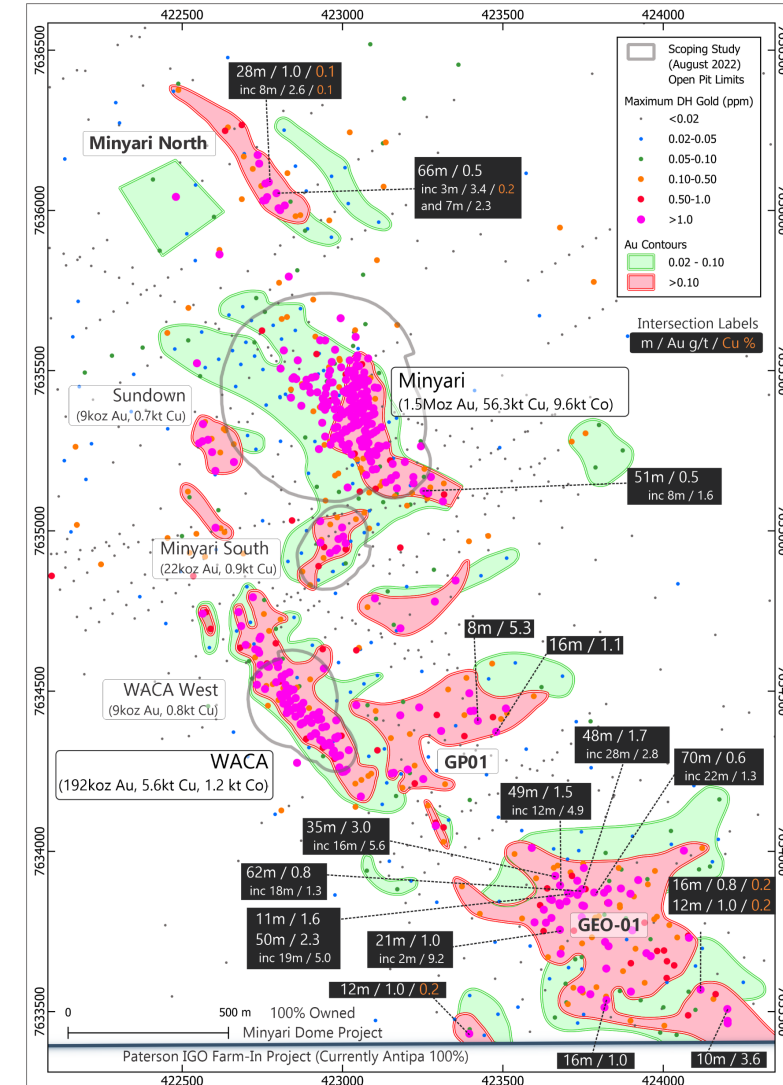 422500 423000 423500 424000
7636500
7636000
7635500
7635000
7634500
7634000
7633500
Scoping Study
(August 2022)
Open Pit Limits
Maximum DH Gold (ppm)
<0.02
0.02-0.05
0.05-0.10
0.10-0.50
0.50-1.0
>1.0
Au Contours
0.02 - 0.10
>0.10
Intersection Labels
m / Au g/t / Cu %
28m / 1.0 / 0.1
inc 8m / 2.6 / 0.1
Minyari North
66m / 0.5
inc 3m / 3.4 / 0.2
and 7m / 2.3
Minyari
(1.5Moz Au, 56.3kt Cu, 9.6kt Co)
Sundown
(9koz Au, 0.7kt Cu)
51m / 0.5
inc 8m / 1.6
Minyari South
(22koz Au, 0.9kt Cu)
8m / 5.3
16m / 1.1
WACA West
(9koz Au, 0.8kt Cu)
48m / 1.7
inc 28m / 2.8
WACA
(192koz Au, 5.6kt Cu, 1.2 kt Co)
GP01
70m / 0.6
inc 22m / 1.3
49m / 1.5
inc 12m / 4.9
35m / 3.0
inc 16m / 5.6
62m / 0.8
inc 18m / 1.3
16m / 0.8 / 0.2
12m / 1.0 / 0.2
11m / 1.6
50m / 2.3
inc 19m / 5.0
GEO-01
21m / 1.0
inc 2m / 9.2
12m / 1.0 / 0.2
0 500 m
100% Owned
Minyari Dome Project
Paterson IGO Farm-In Project (Currently Antipa 100%)
16m / 1.0
10m / 3.6
422500 423000 423500 424000